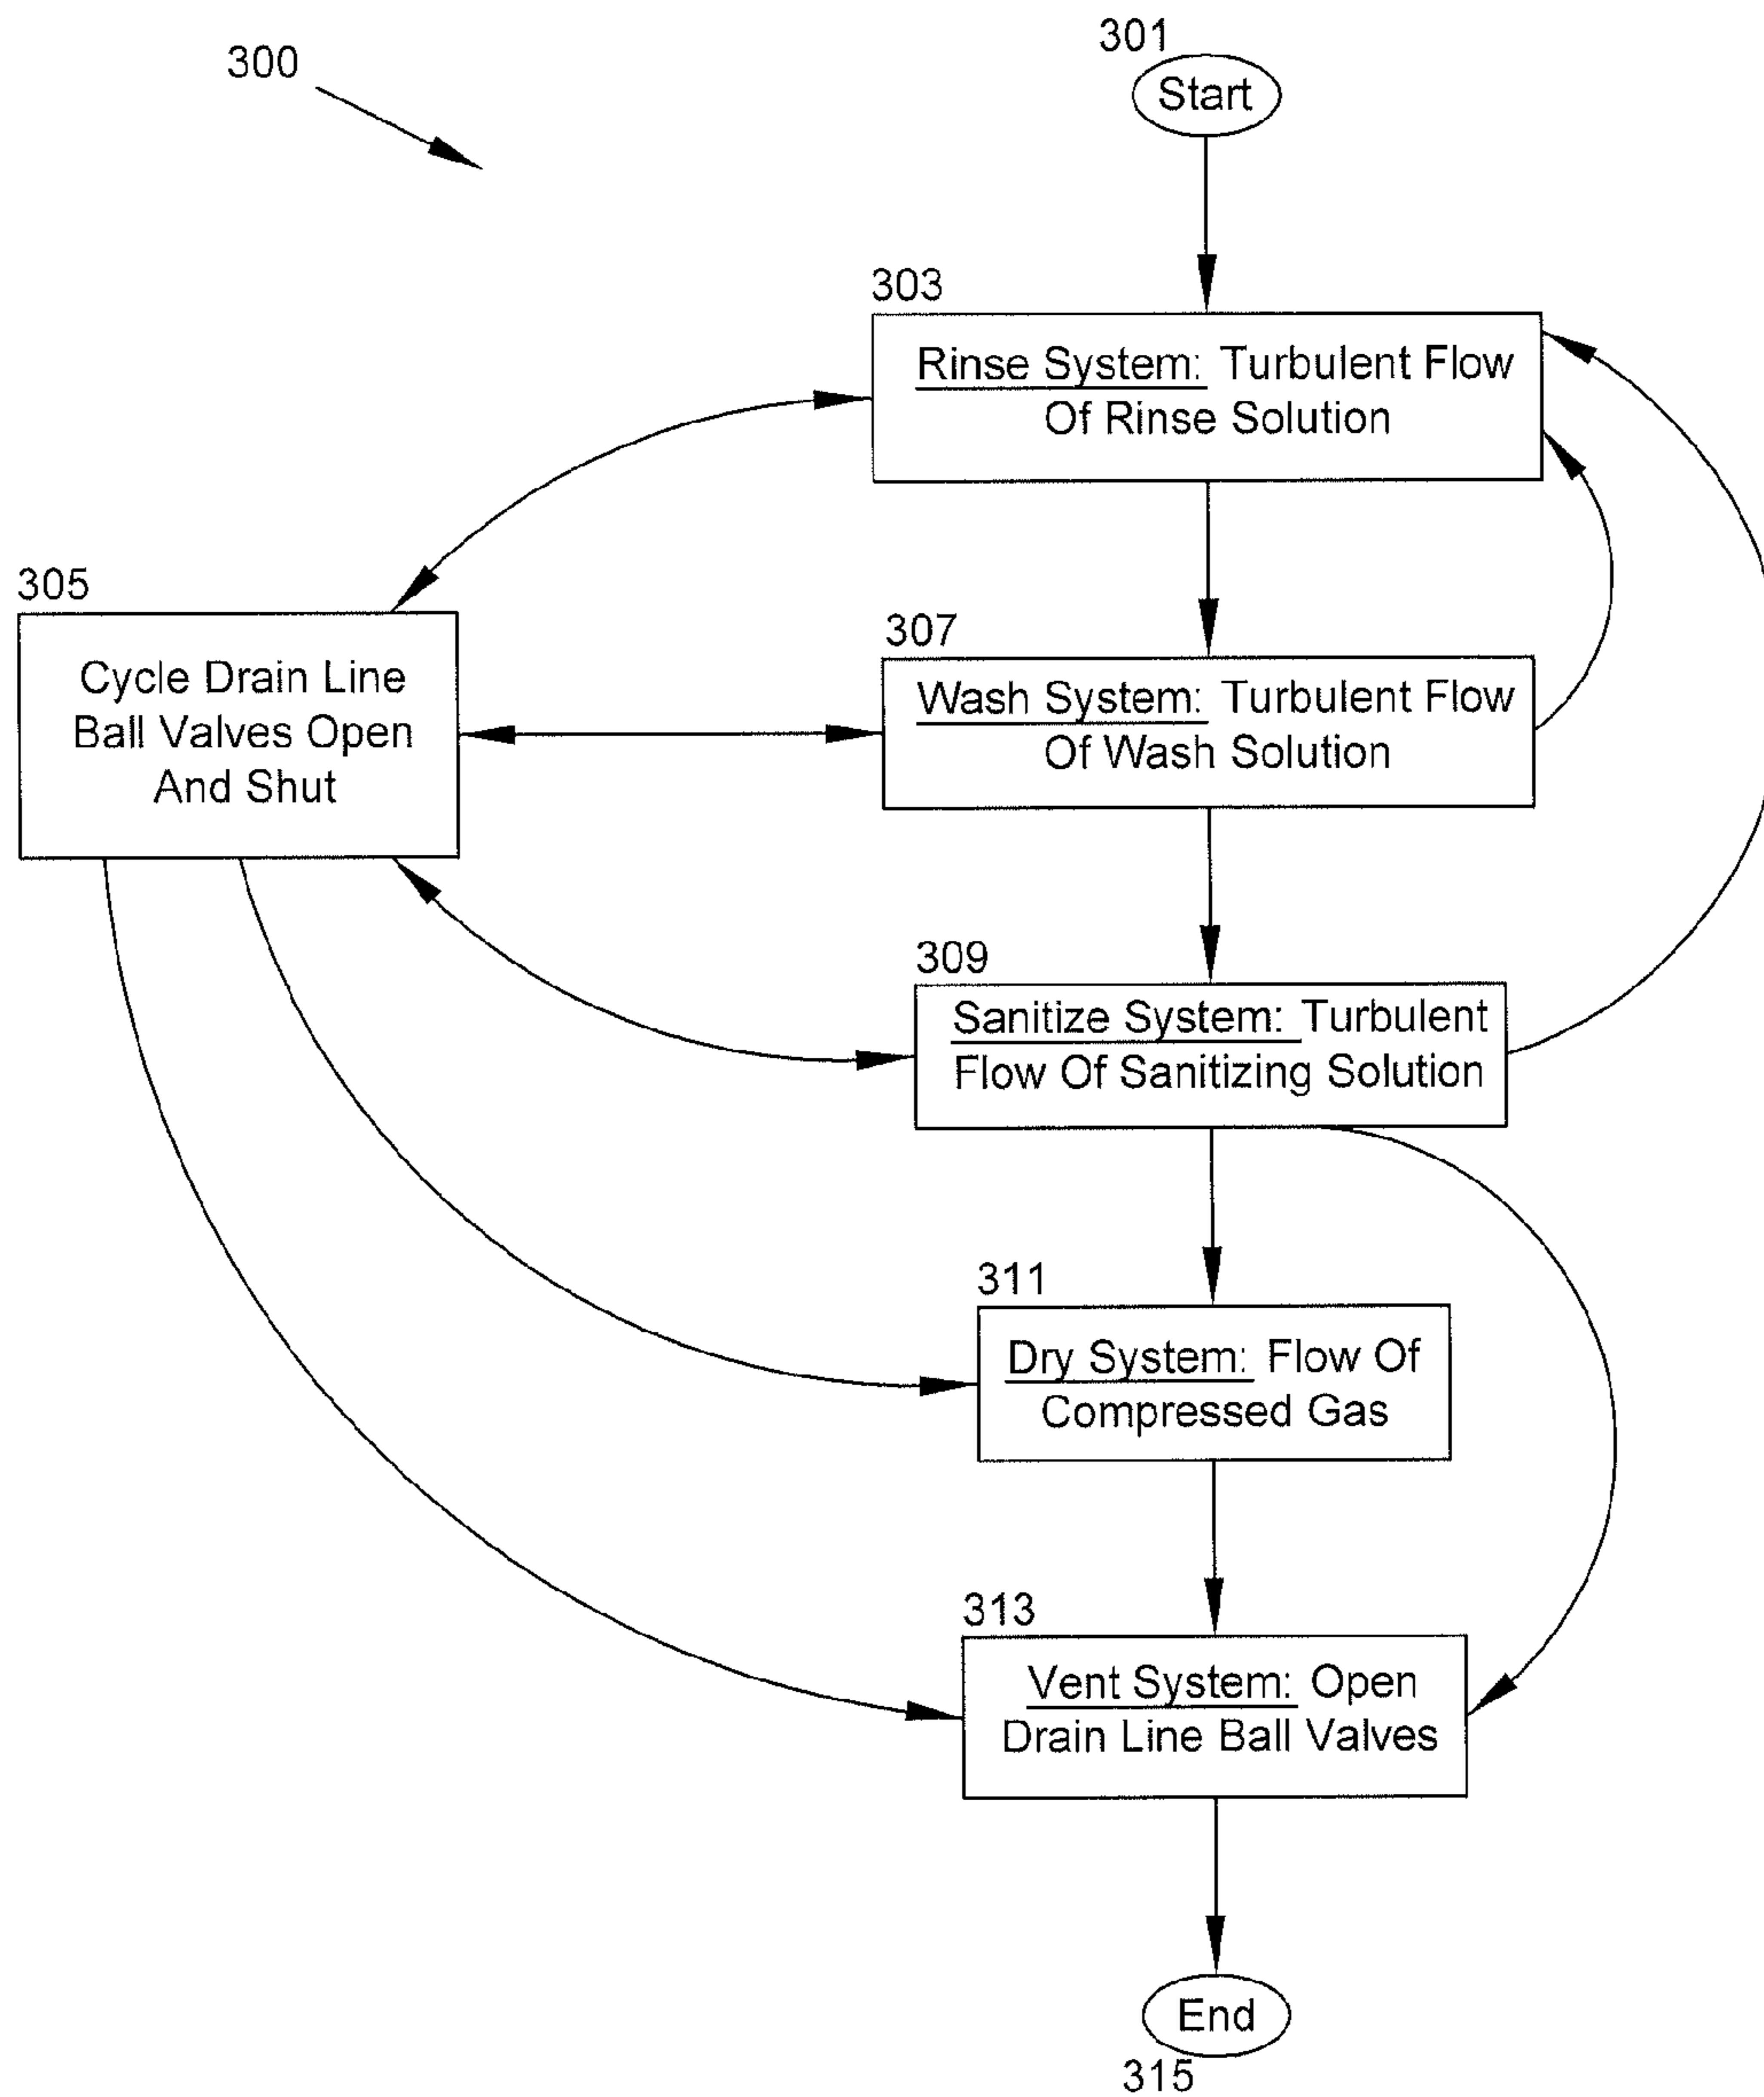 300
301
Start
303
Rinse System: Turbulent Flow
Of Rinse Solution
305
Cycle Drain Line
Ball Valves Open
And Shut
307
Wash System: Turbulent Flow
Of Wash Solution
309
Sanitize System: Turbulent
Flow Of Sanitizing Solution
311
Dry System: Flow Of
Compressed Gas
313
Vent System: Open
Drain Line Ball Valves
End
315